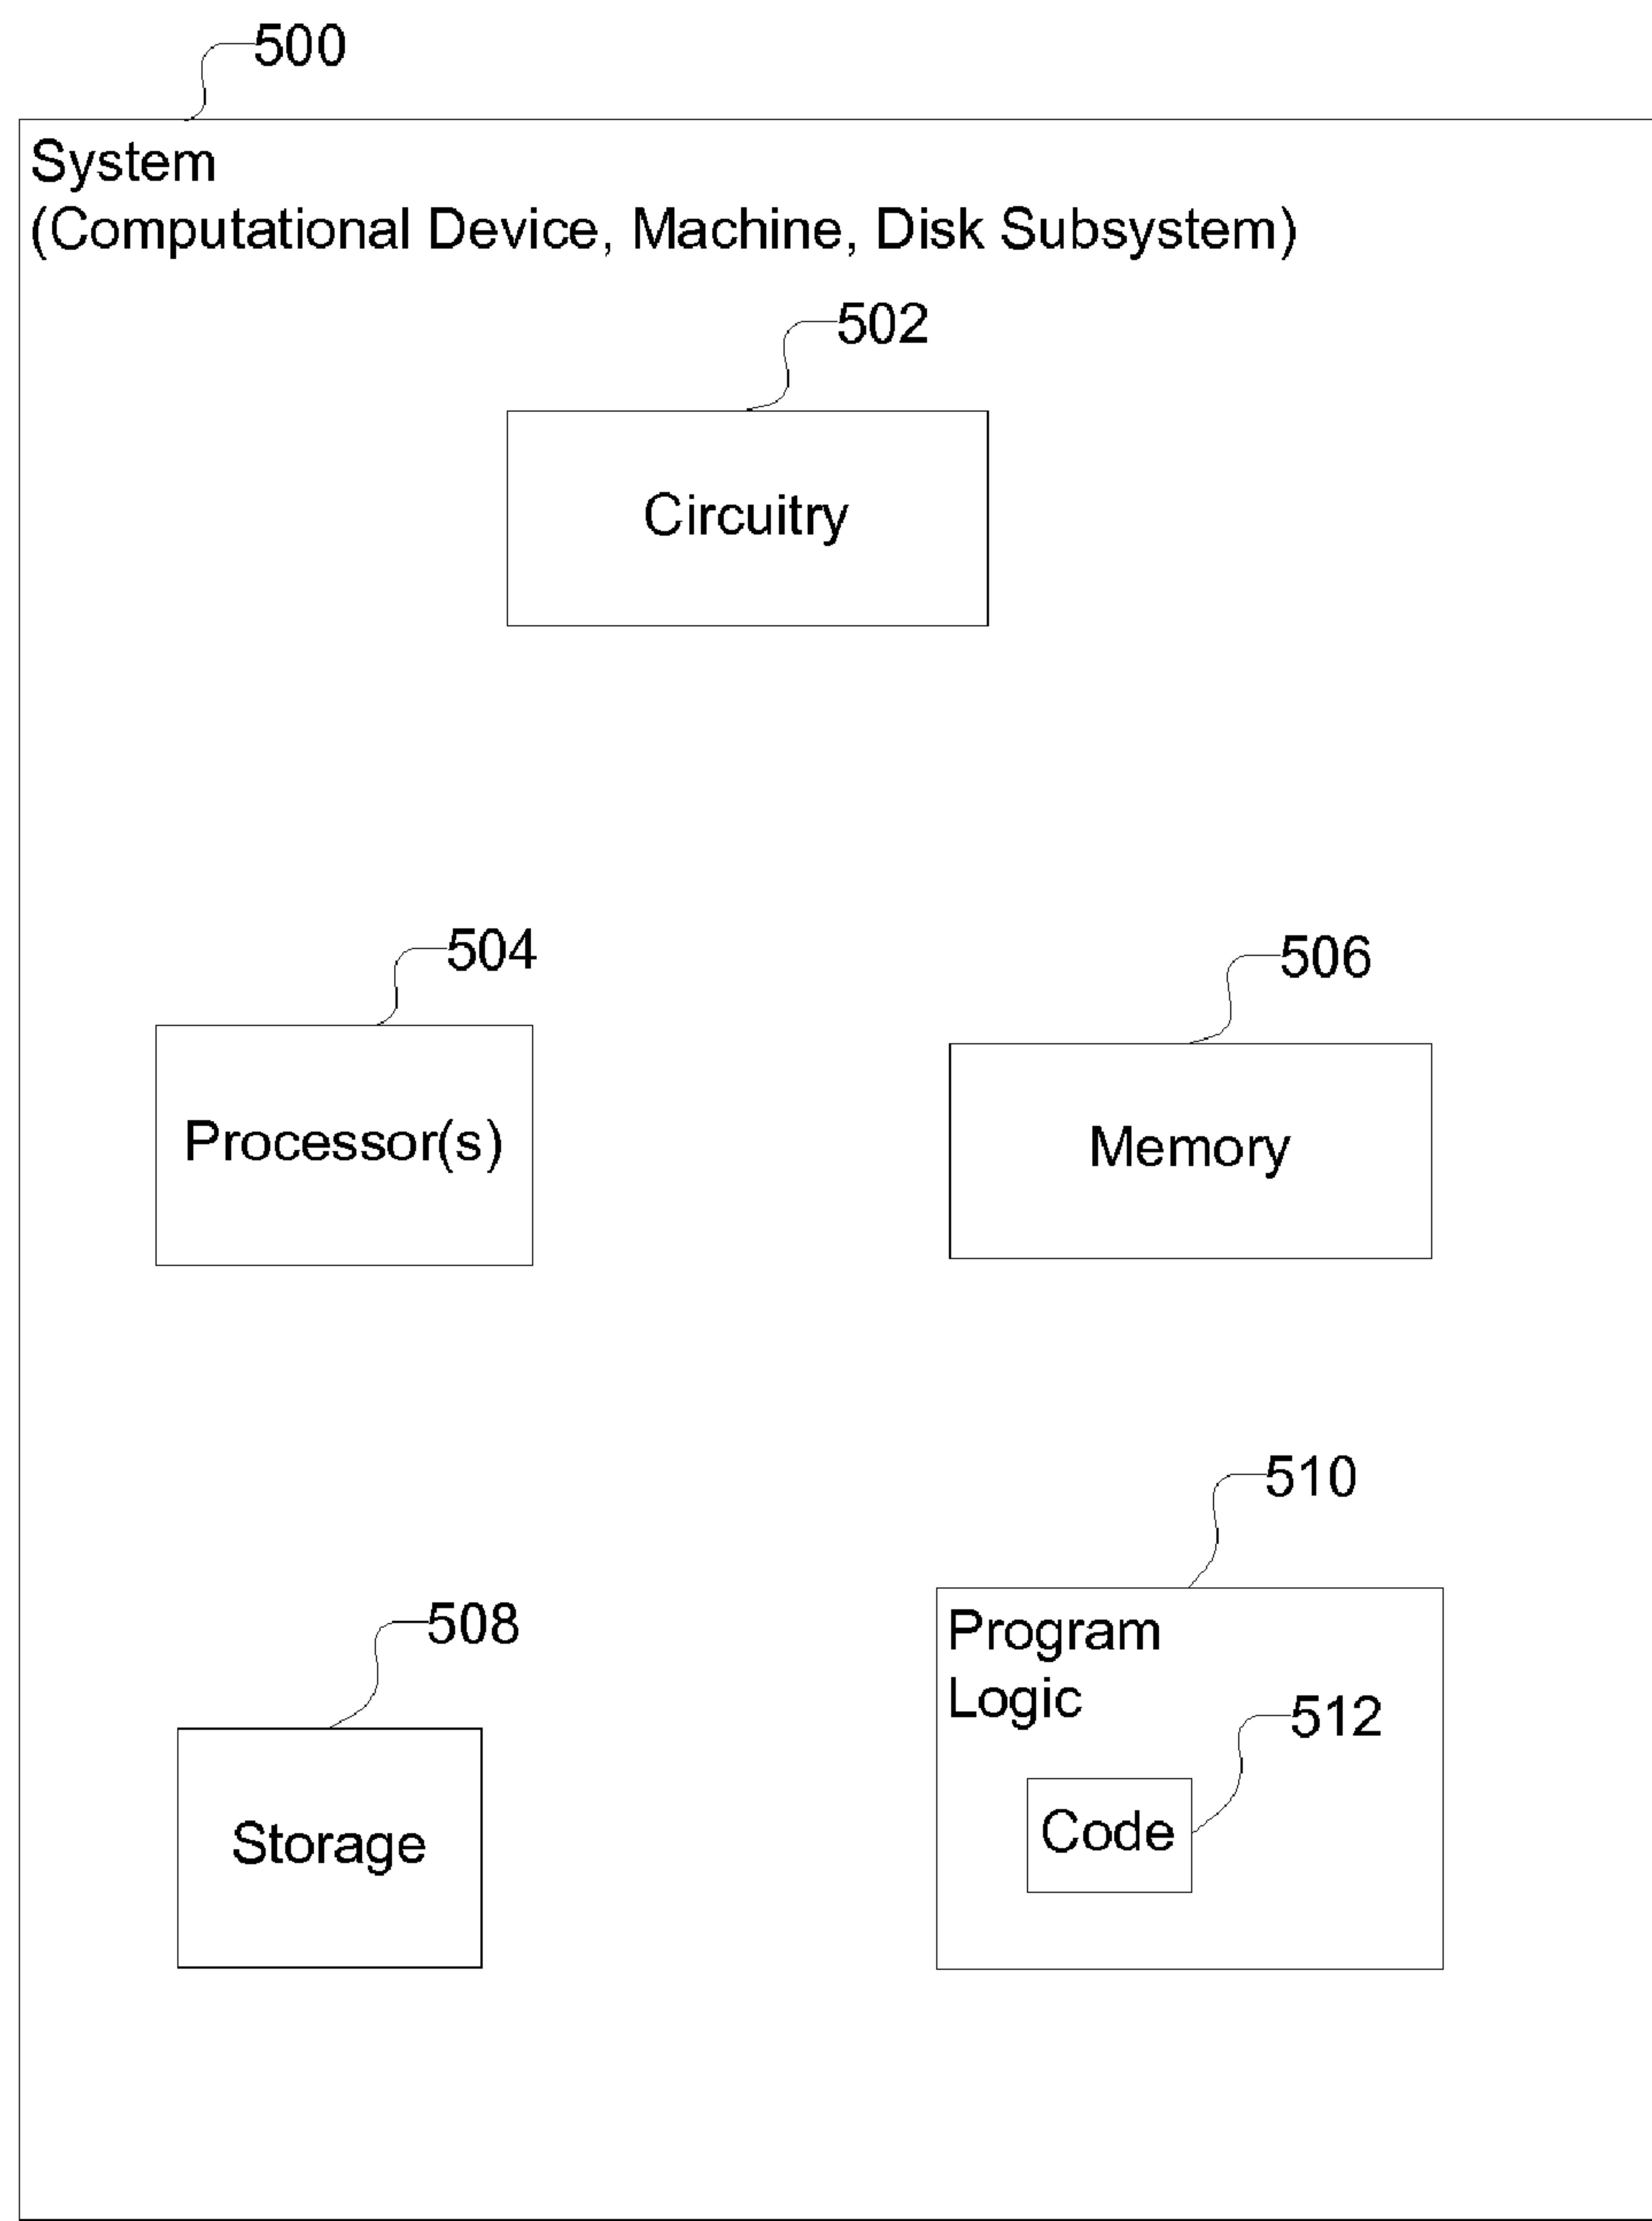 500
System
(Computational Device, Machine, Disk Subsystem)
502
Circuitry
504
506
Processor(s)
Memory
510
508
Program
Logic
512
Storage
Code